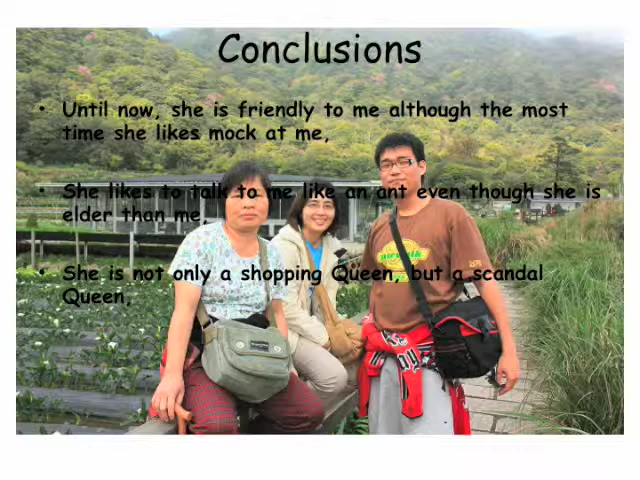 Conclusions
• Until now, she is friendly to me although the most
time she likes mock at me,
• She likes to talk to me like an ant even though she is
elder than me,
• She is not only a shopping Queen, but a scandal
Queen,